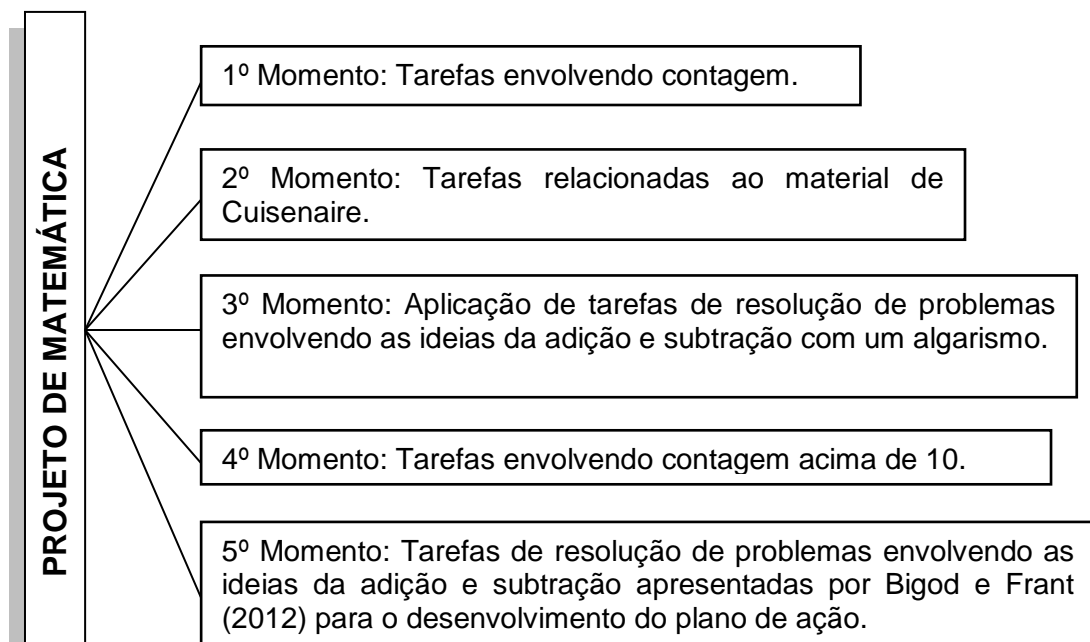 PROJETO DE MATEMÁTICA
1º Momento: Tarefas envolvendo contagem.
2º Momento: Tarefas relacionadas ao material de
Cuisenaire.
3º Momento: Aplicação de tarefas de resolução de problemas
envolvendo as ideias da adição e subtração com um algarismo.
4º Momento: Tarefas envolvendo contagem acima de 10.
5º Momento: Tarefas de resolução de problemas envolvendo as
ideias da adição e subtração apresentadas por Bigod e Frant
(2012) para o desenvolvimento do plano de ação.